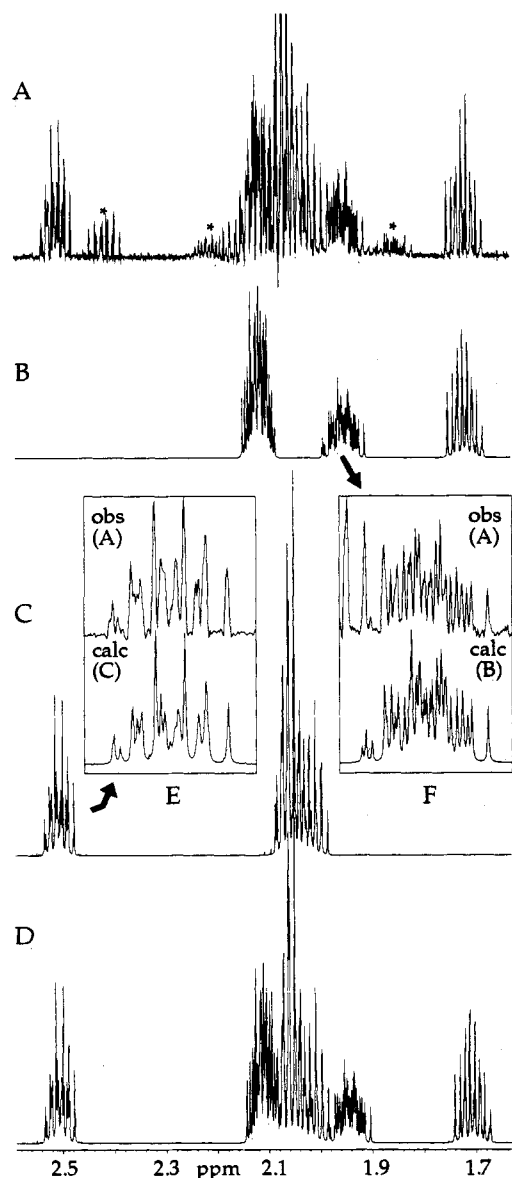 A
*
*
*
B
obs
(A)
calc
(C)
E
obs
(A)
calc
(B)
F
C
D
2.5 2.3 ppm 2.1 1.9 1.7